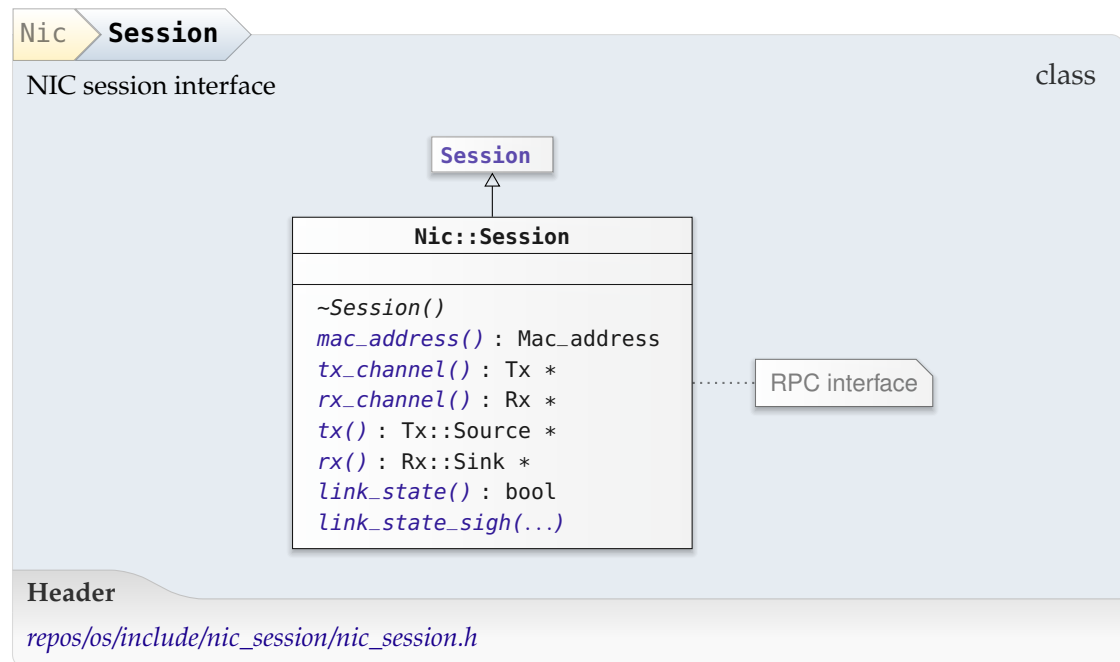 Nic Session
NIC session interface
class
Session
Nic::Session
~Session()
mac_address() : Mac_address
tx_channel() : Tx *
rx_channel() : Rx *
tx() : Tx::Source *
rx() : Rx::Sink *
link_state() : bool
link_state_sigh(...)
RPC interface
Header
repos/os/include/nic_session/nic_session.h